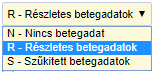 R - Részletes betegadatok
N - Nincs betegadat
R - Részletes betegadatok
S - Szűkített betegadatok